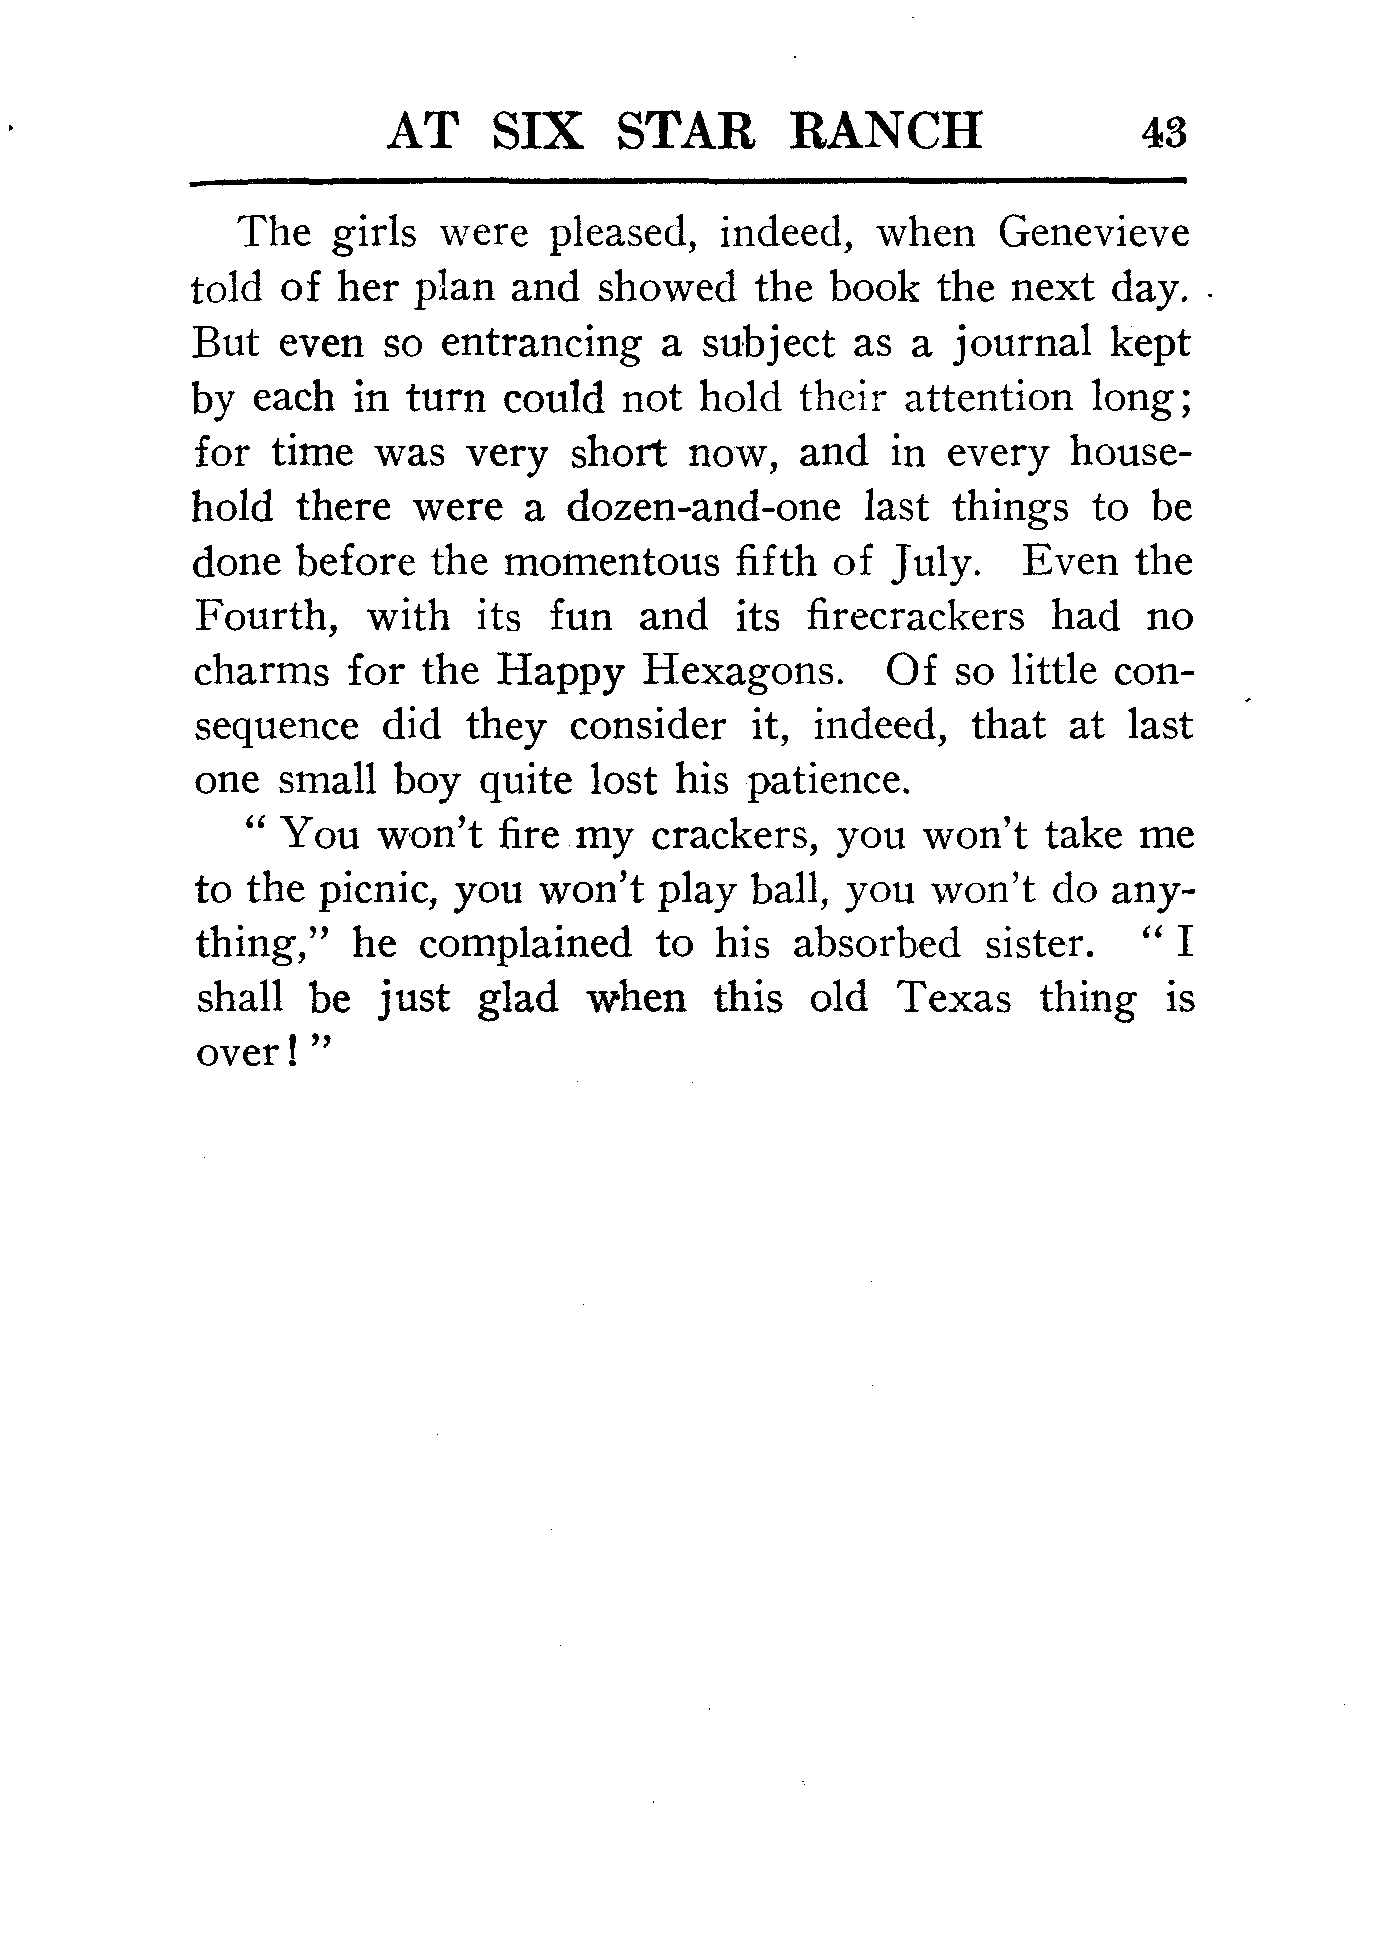 AT SIX STAR RANCH 43
The girls were pleased, indeed, when Genevieve
told of her plan and showed the book the next day.
But even so entrancing a subject as a journal kept
by each in turn could not hold their attention long;
for time was very short now, and in every house-
hold there were a dozen-and-one last things to be
done before the momentous fifth of July. Even the
Fourth, with its fun and its firecrackers had no
charms for the Happy Hexagons. Of so little con-
sequence did they consider it, indeed, that at last
one small boy quite lost his patience.
“ You won’t fire my crackers, you won’t take me
to the picnic, you won’t play ball, you won’t do any-
thing,” he complained to his absorbed sister. “ I
shall be just glad when this old Texas thing is
over! ”